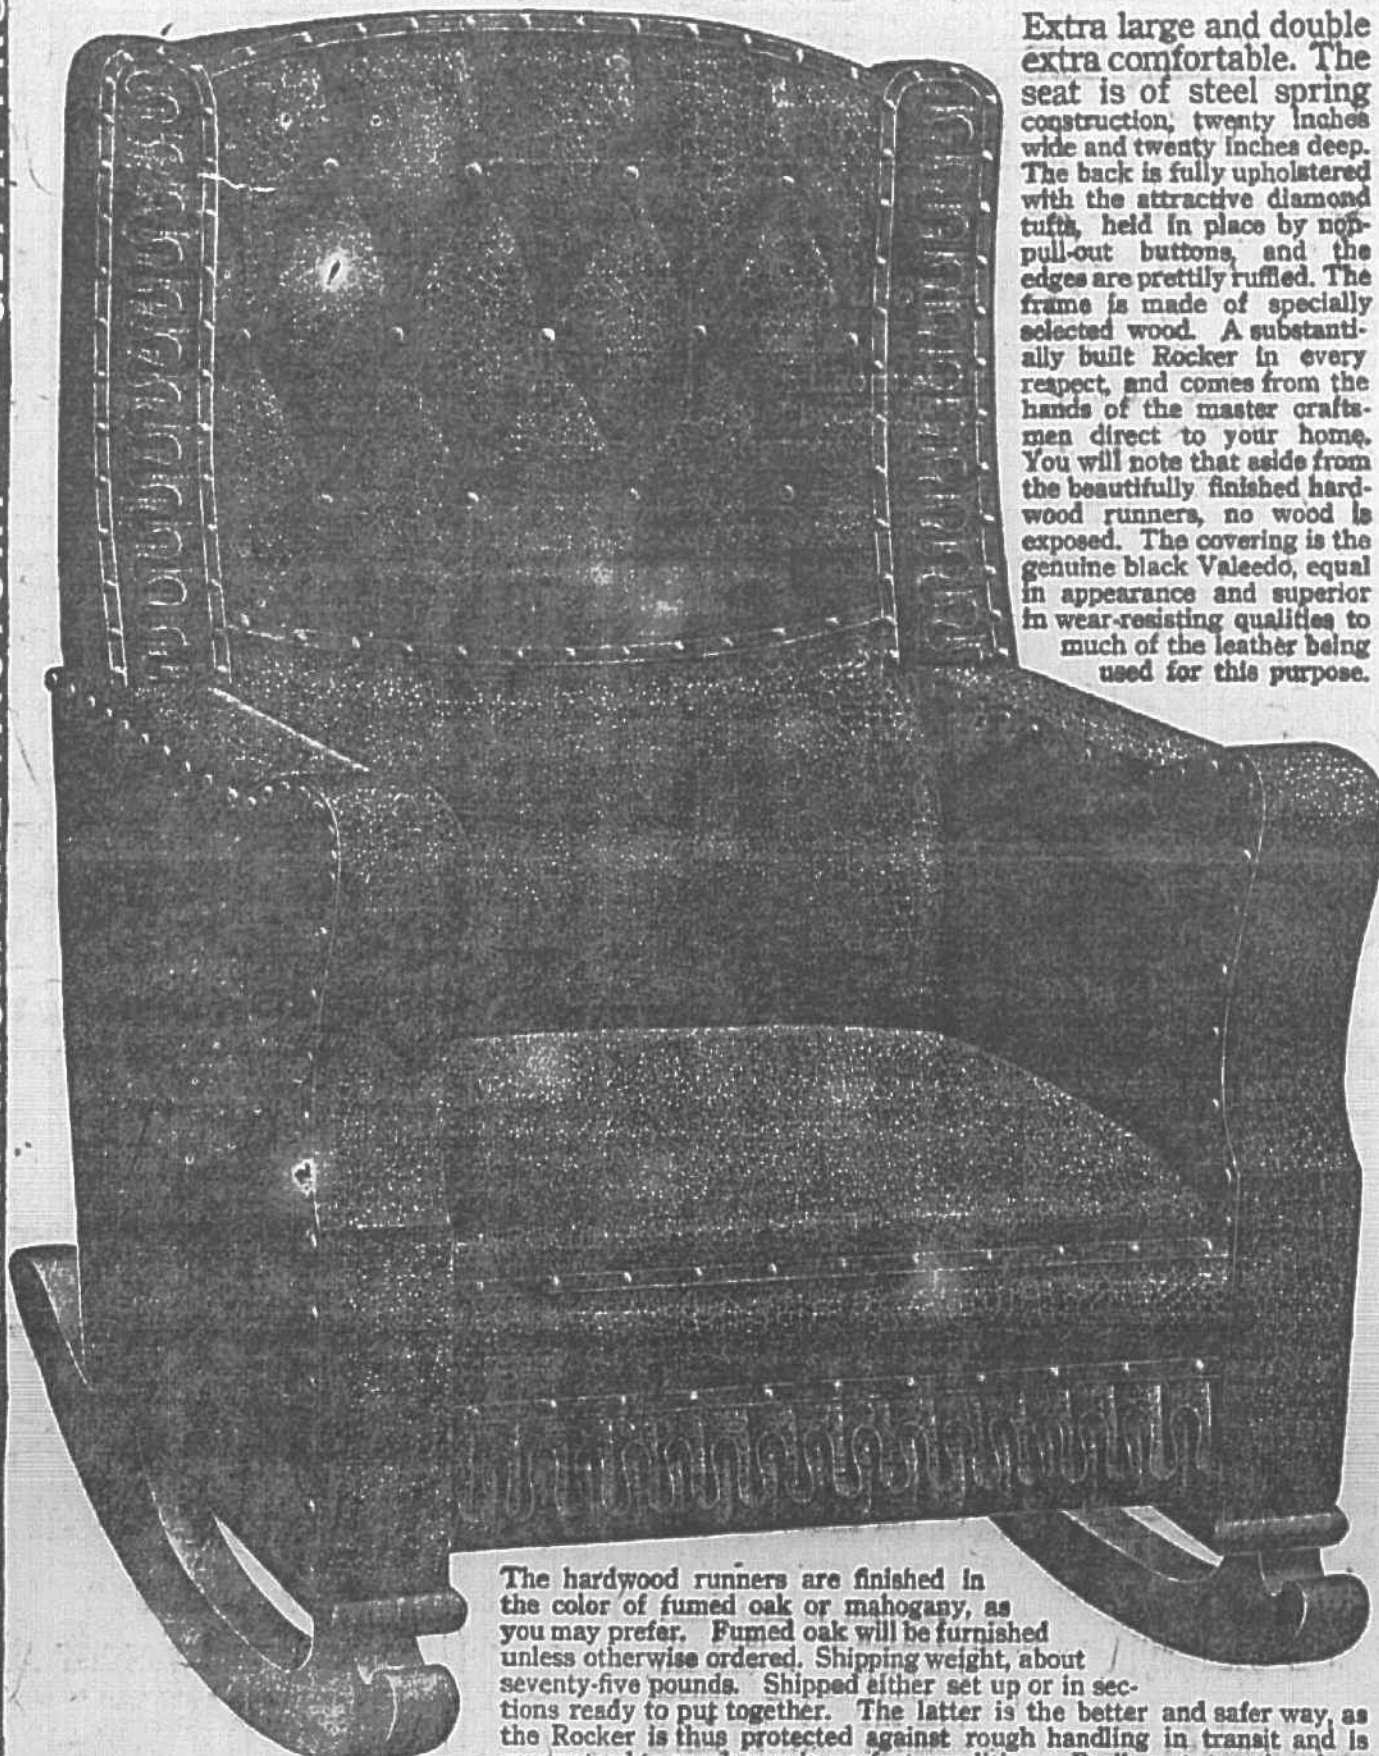 Extra large and double
extra comfortable. The
seat is of steel spring
construction, twenty inches
wide and twenty inches deep.
The back is fully upholstered
with the attractive diamond
tufts, held in place by non-
pull-out buttons, and the
edges are prettily ruffled. The
frame is made of specially
selected wood. A substanti-
ally built Rocker in every
respect, and comes from the
hands of the master crafts-
men direct to your home.
You will note that aside from
the beautifully finished hard-
wood runners, no wood is
exposed. The covering is the
genuine black Valeedo, equal
in appearance and superior
in wear-resisting qualities to
much of the leather being
used for this purpose.
The hardwood runners are finished in
the color of fumed oak or mahogany, as
you may prefer. Fumed oak will be furnished
unless otherwise ordered. Shipping weight, about
seventy-five pounds. Shipped either set up or in sec-
tions ready to put together. The latter is the better and safer way, as
the Rocker is thus protected against rough handling in transit and is